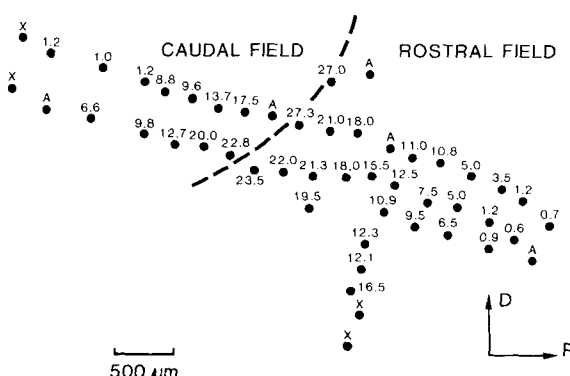 X
1.2
CAUDAL FIELD
ROSTRAL FIELD
1.0
1.2
8.8
9.6
13.7
17.5
A
27.0
A
X
A
6.6
9.8
12.7
20.0
22.8
27.3
21.0
18.0
A
11.0
10.8
5.0
3.5
1.2
23.5
22.0
21.3
18.0
15.5
12.5
7.5
5.0
1.2
0.7
19.5
10.9
9.5
6.5
0.9
0.6
A
12.3
12.1
16.5
X
X
D
R
500 µm